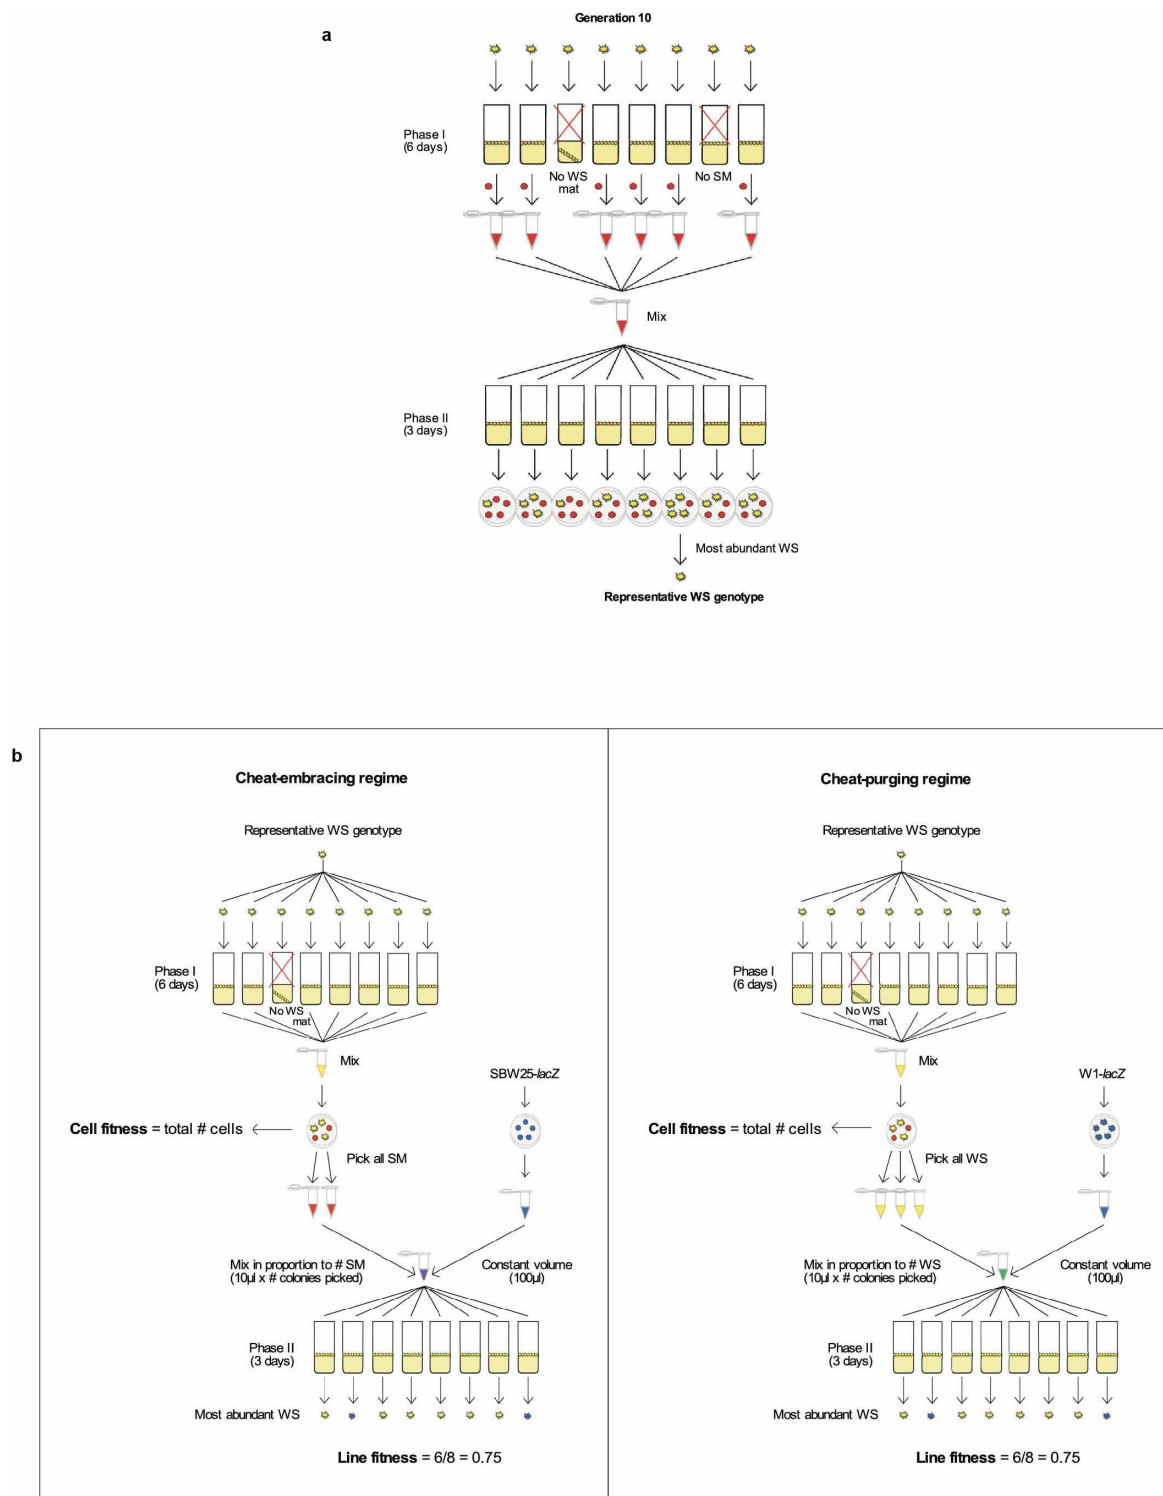 Generation 10
a
Phase I
(6 days)
No WS
mat
No SM
Mix
Phase II
(3 days)
Most abundant WS
Representative WS genotype
b
Cheat-embracing regime
Representative WS genotype
Phase I
(6 days)
No WS
mat
Mix
SBW25-lacZ
Cell fitness = total # cells
Pick all SM
Mix in proportion to # SM
(10µl x # colonies picked)
Constant volume
(100µl)
Phase II
(3 days)
Most abundant WS
Line fitness = 6/8 = 0.75
Cheat-purging regime
Representative WS genotype
Phase I
(6 days)
No WS
mat
Mix
W1-lacZ
Cell fitness = total # cells
Pick all WS
Mix in proportion to # WS
(10µl x # colonies picked)
Constant volume
(100µl)
Phase II
(3 days)
Most abundant WS
Line fitness = 6/8 = 0.75